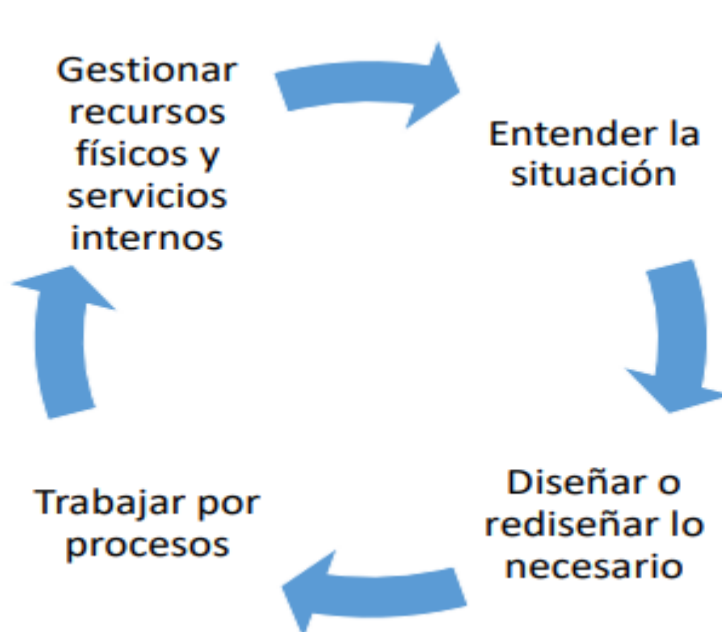 Gestionar
recursos
físicos y
servicios
internos
Entender la
situación
Diseñar o
rediseñar lo
necesario
Trabajar por
procesos